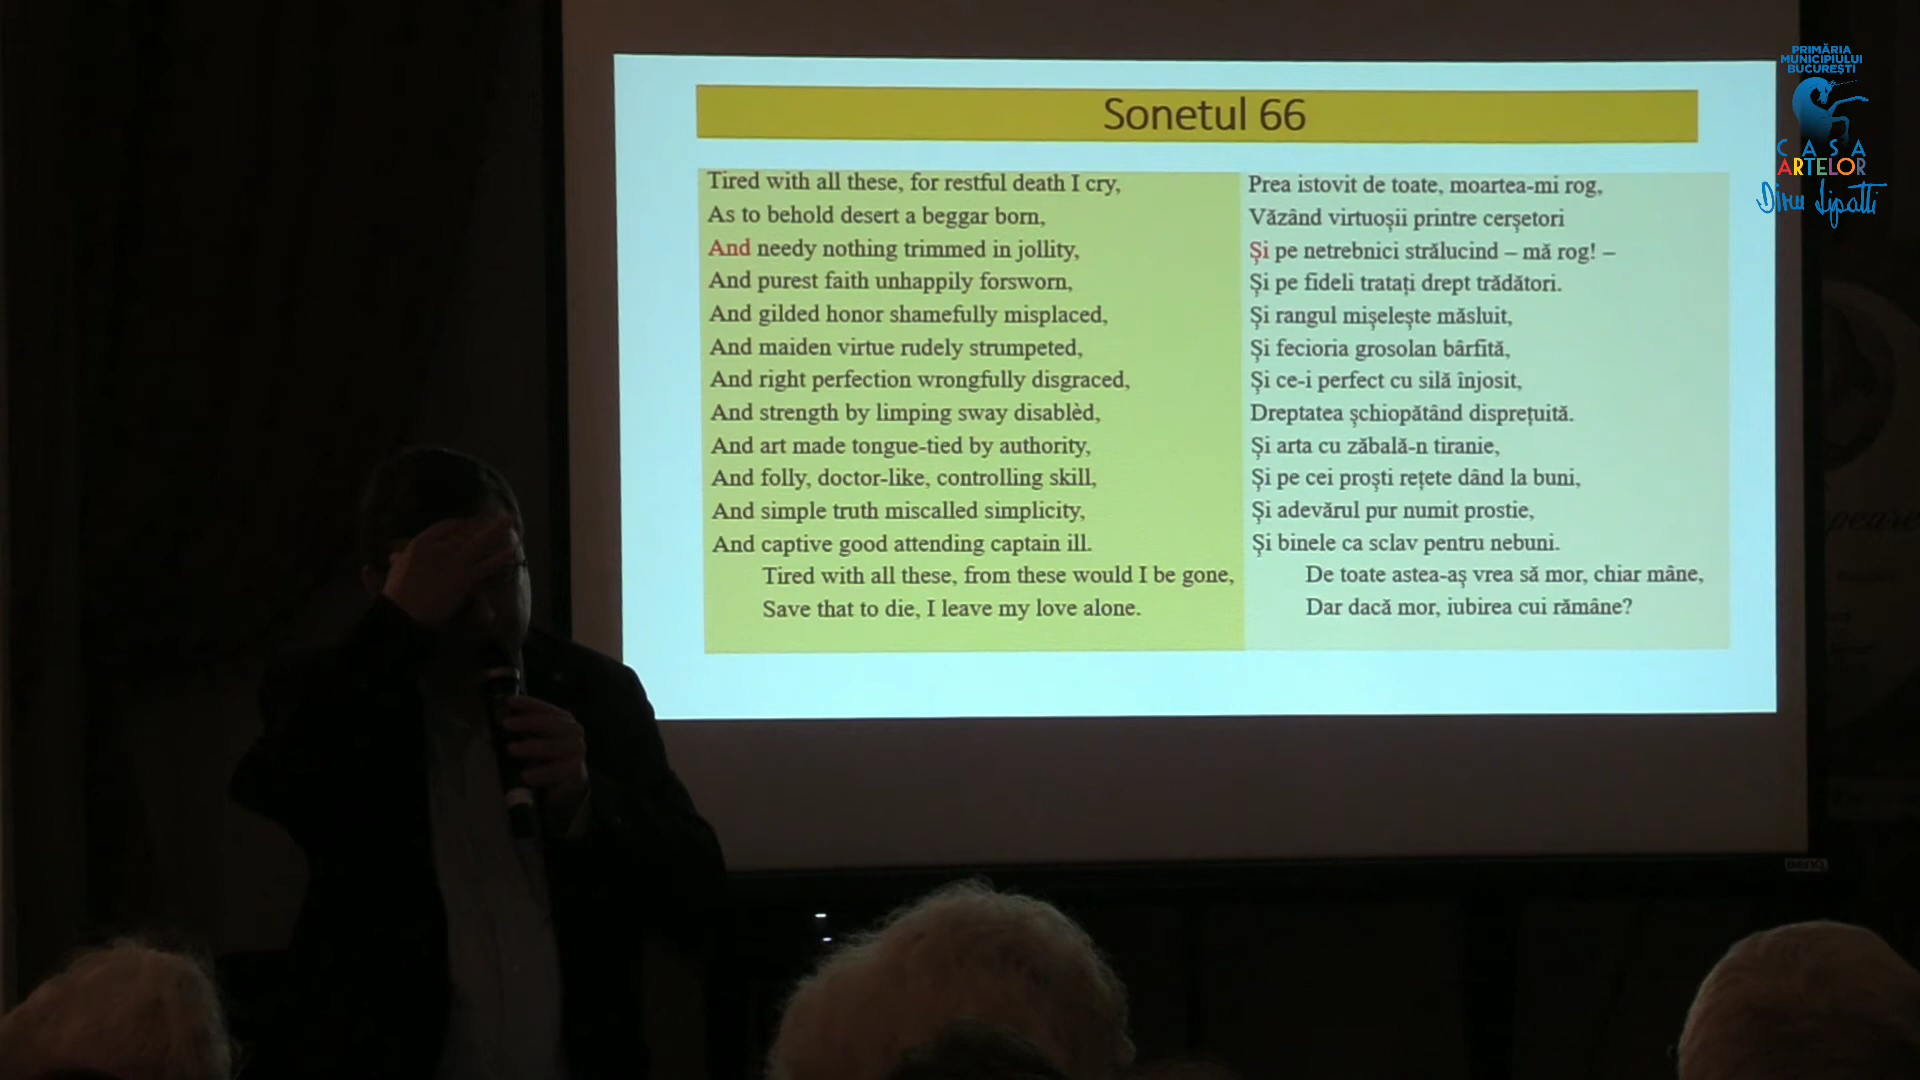 Sonetul 66
Tired with all these, for restful death I cry,
As to behold desert a beggar born,
And needy nothing trimmed in jollity,
And purest faith unhappily forsworn,
And gilded honor shamefully misplaced,
And maiden virtue rudely strumpeted,
And right perfection wrongfully disgraced,
And strength by limping sway disablèd,
And art made tongue-tied by authority,
And folly, doctor-like, controlling skill,
And simple truth miscalled simplicity,
And captive good attending captain ill.
Tired with all these, from these would I be gone,
Save that to die, I leave my love alone.
Prea istovit de toate, moartea-mi rog,
Văzând virtuoșii printre cerșetori
Și pe netrebnici strălucind – mă rog! –
Și pe fideli tratați drept trădători.
Și rangul mișelește măsluit,
Și fecioria grosolan bârfită,
Și ce-i perfect cu silă înjosit,
Dreptatea șchiopătând disprețuită.
Și arta cu zăbală-n tiranie,
Și pe cei proști rețete dând la buni,
Și adevărul pur numit prostie,
Și binele ca sclav pentru nebuni.
De toate astea-aș vrea să mor, chiar mâne,
Dar dacă mor, iubirea cui rămâne?
PRIMĂRIA
MUNICIPIULUI
BUCUREȘTI
CASA
ARTELOR
Dinu Lipatti
BENQ